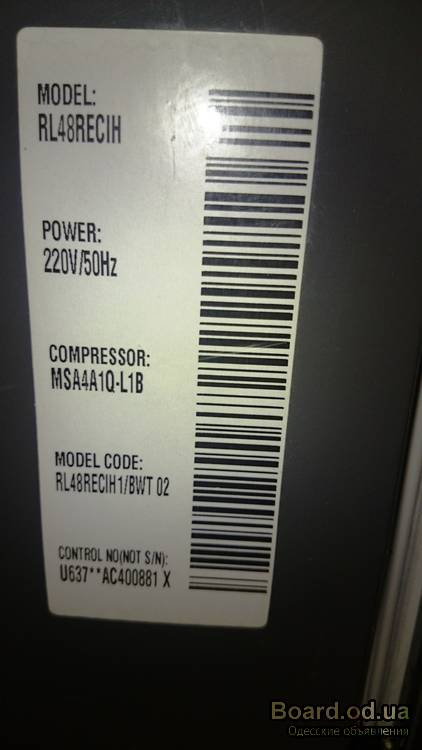 MODEL:
RL48RECIH
POWER:
220V/50Hz
COMPRESSOR:
MSA4A1Q-L1B
MODEL CODE:
RL48RECIH1/BWT 02
CONTROL NO(NOT S/N):
U637**AC400881 X
Board.od.ua
Одесские объявления